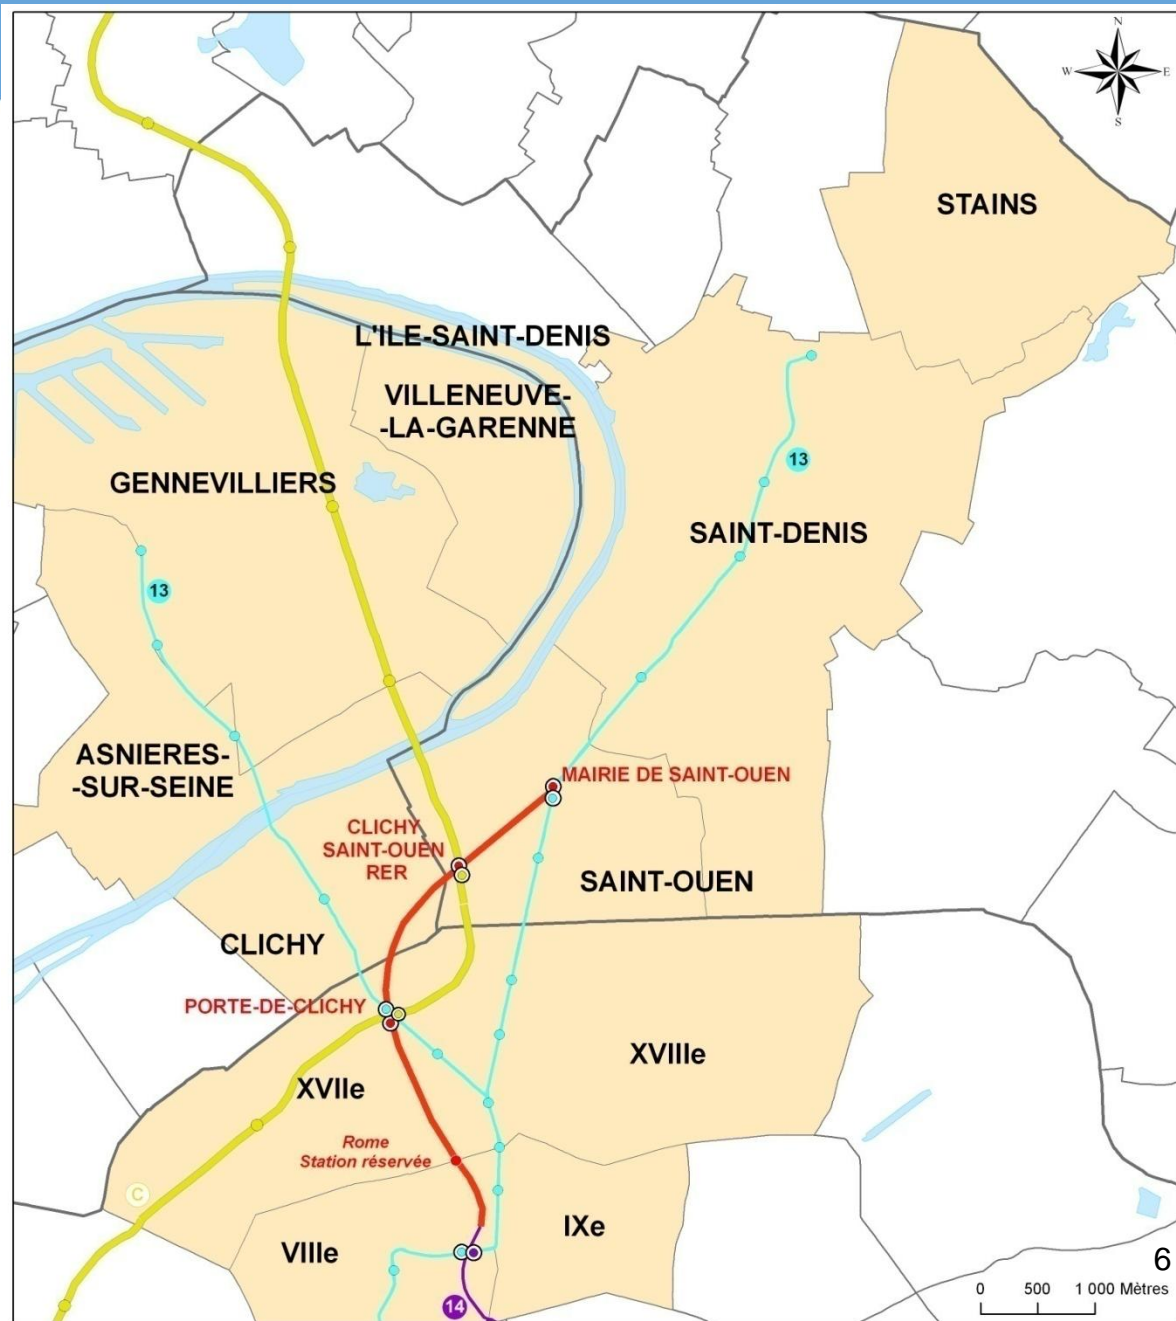 N
W E
S
STAINS
L'ILE-SAINT-DENIS
VILLENEUVE-
-LA-GARENNE
13
GENNEVILLIERS
SAINT-DENIS
13
ASNIERES-
-SUR-SEINE
MAIRIE DE SAINT-OUEN
CLICHY
SAINT-OUEN
RER
SAINT-OUEN
CLICHY
PORTE-DE-CLICHY
XVIIIe
XVIIe
Rome
Station réservée
C
IXe
VIIIe
6
0 500 1 000 Mètres
14